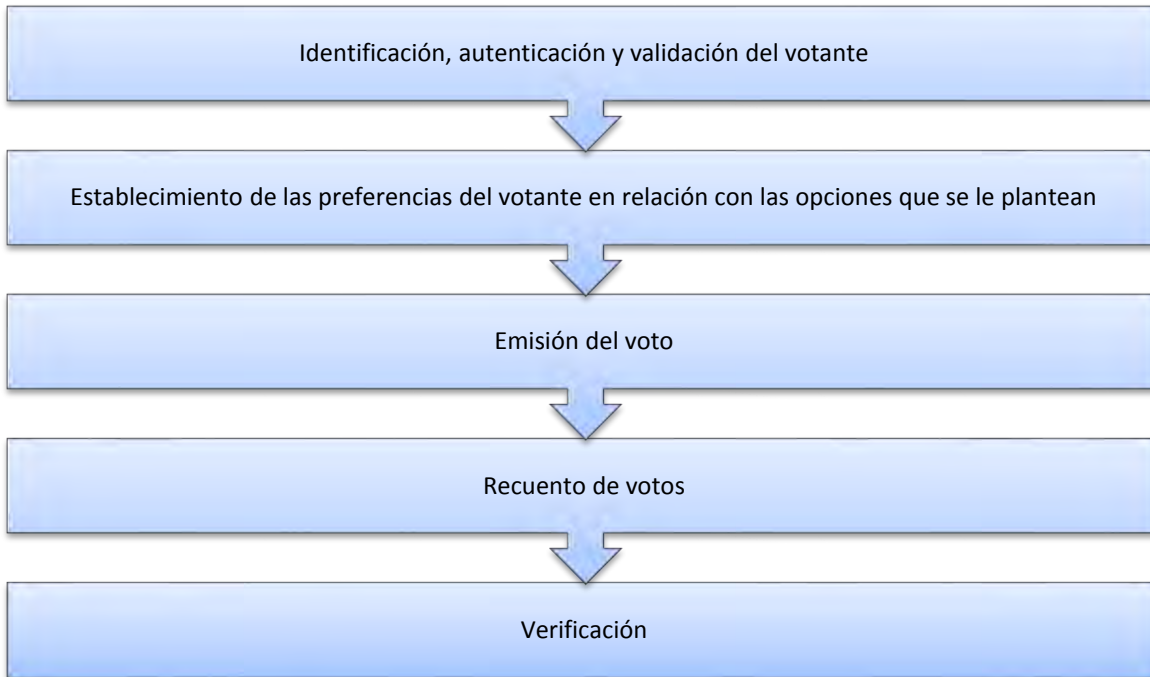 Identificación, autenticación y validación del votante
Establecimiento de las preferencias del votante en relación con las opciones que se le plantean
Emisión del voto
Recuento de votos
Verificación